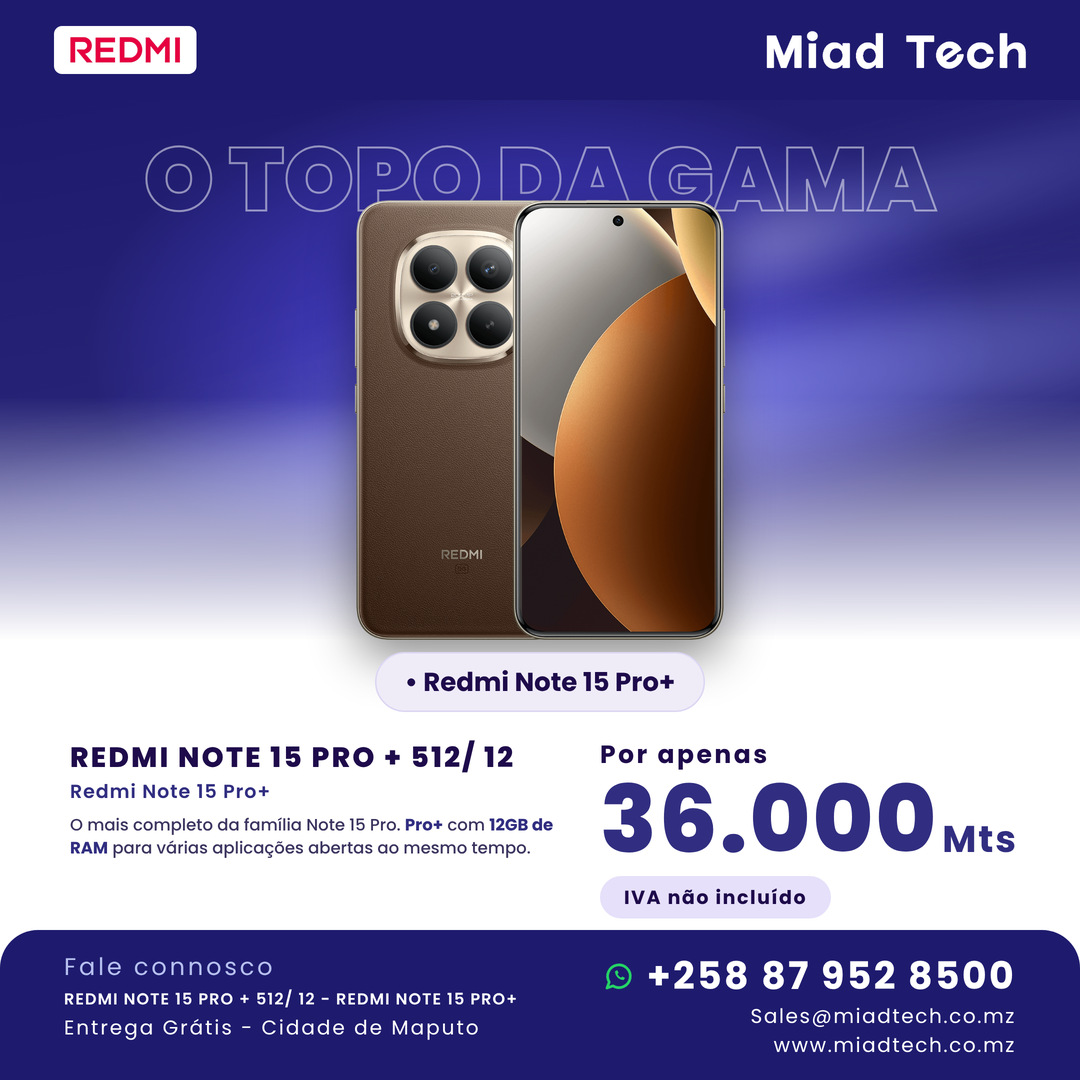 REDMI
Miad Tech
O TOPO DA GAMA
REDMI
• Redmi Note 15 Pro+
REDMI NOTE 15 PRO + 512/ 12
Redmi Note 15 Pro+
O mais completo da família Note 15 Pro. Pro+ com 12GB de
RAM para várias aplicações abertas ao mesmo tempo.
Por apenas
36.000 Mts
IVA não incluído
Fale connosco
REDMI NOTE 15 PRO + 512/ 12 - REDMI NOTE 15 PRO+
Entrega Grátis - Cidade de Maputo
+258 87 952 8500
Sales@miadtech.co.mz
www.miadtech.co.mz